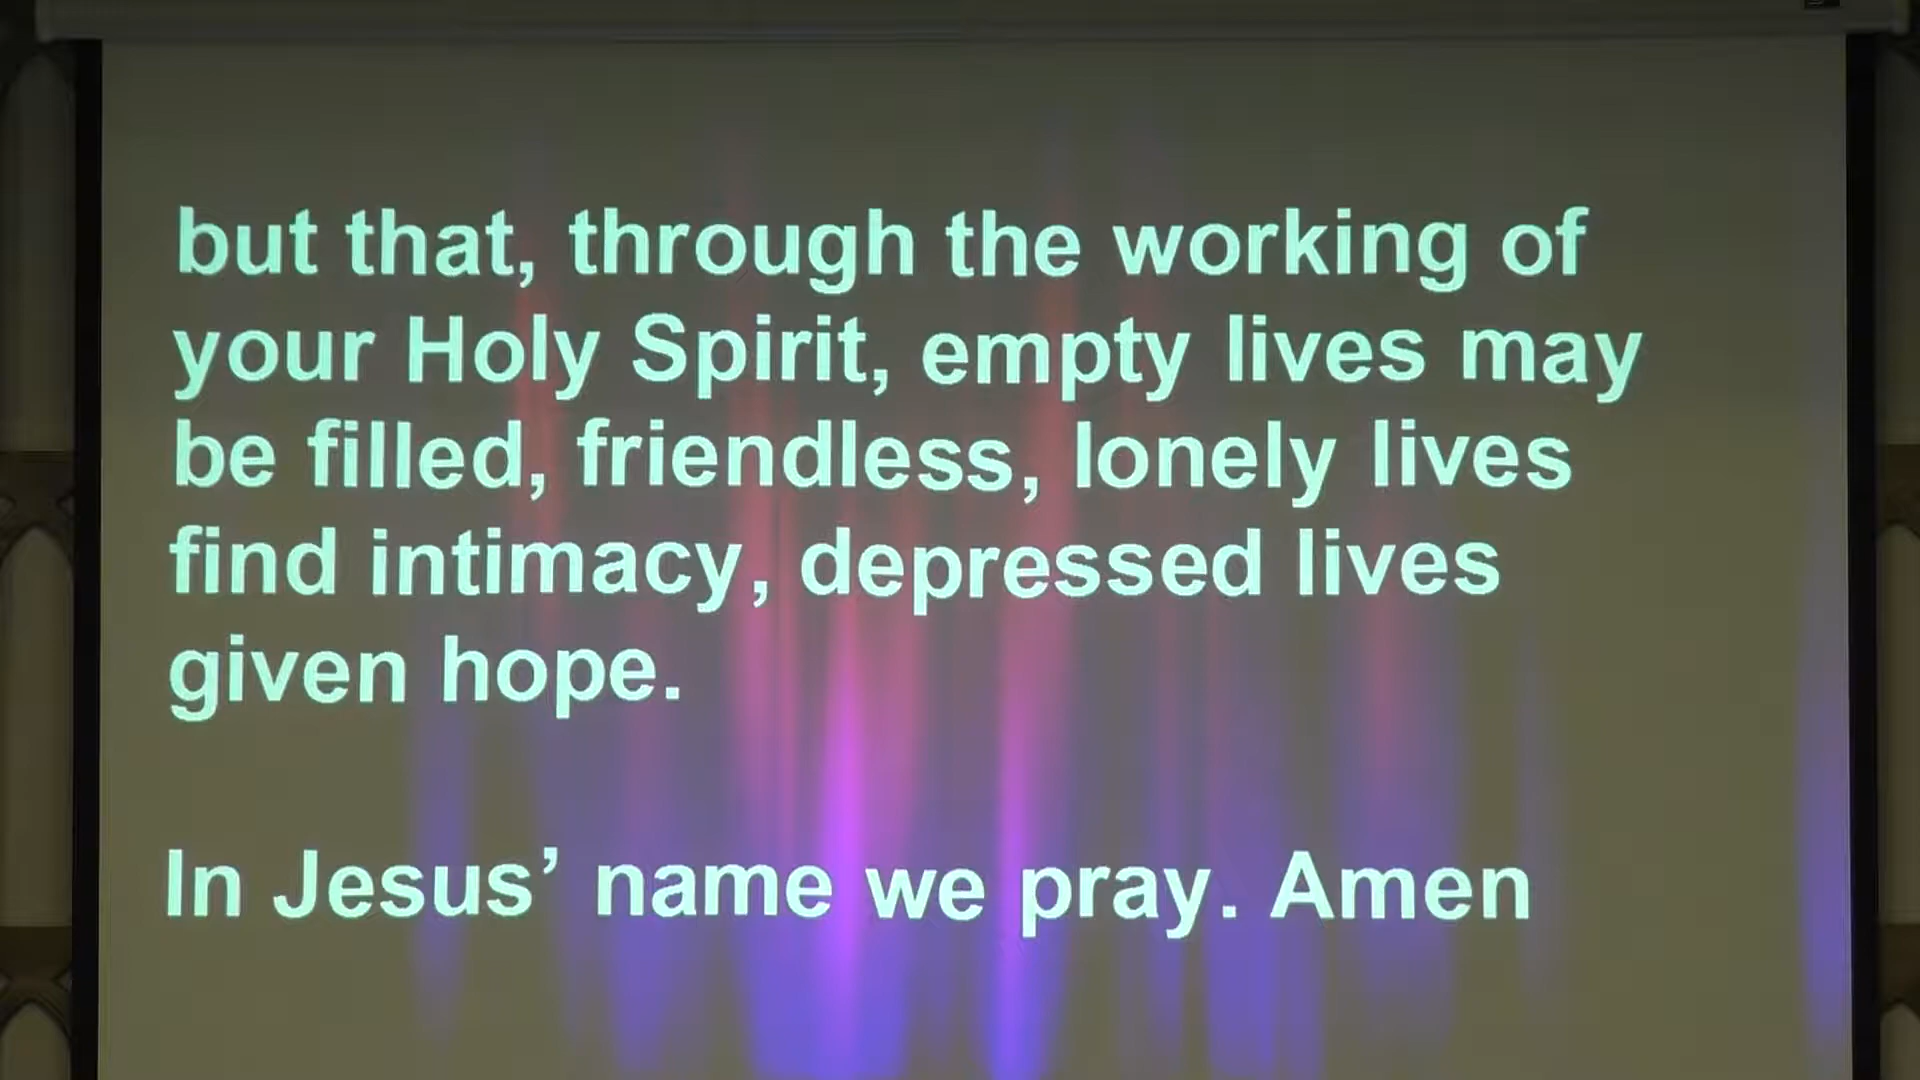 but that, through the working of
your Holy Spirit, empty lives may
be filled, friendless, lonely lives
find intimacy, depressed lives
given hope.
In Jesus’ name we pray. Amen